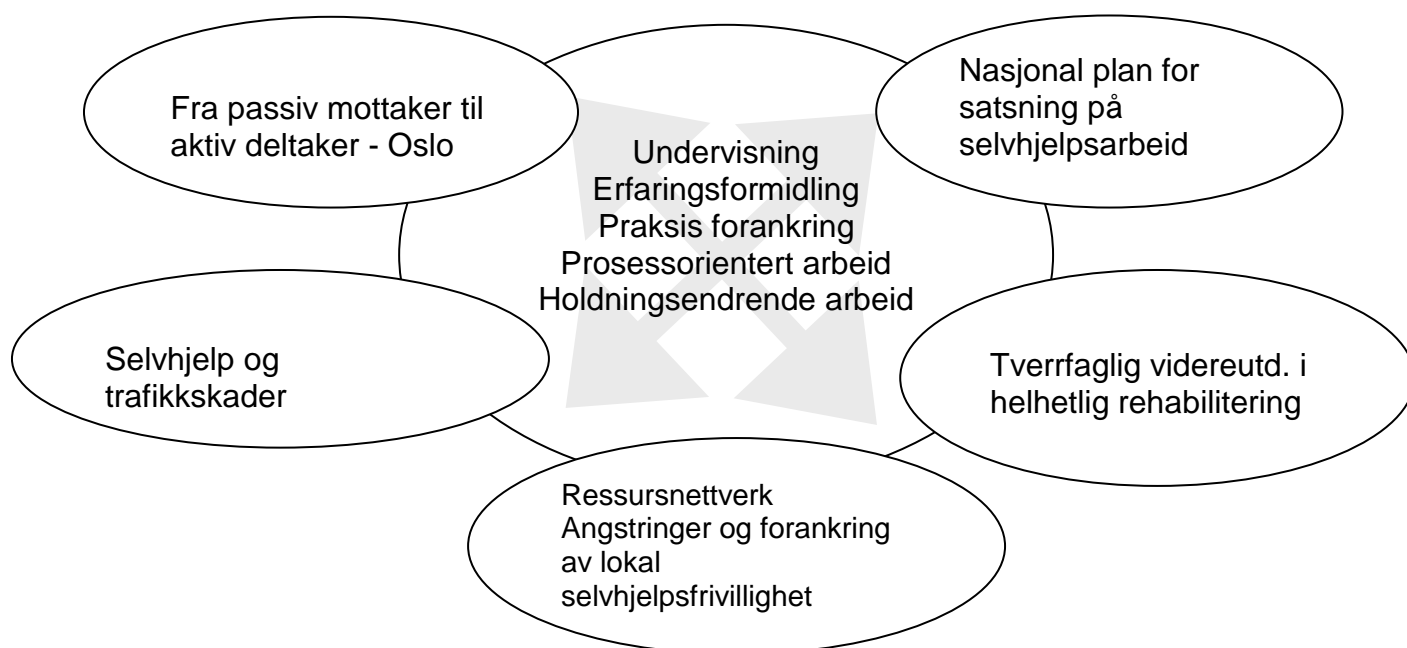 Fra passiv mottaker til
aktiv deltaker - Oslo
Nasjonal plan for
satsning på
selvhjelpsarbeid
Undervisning
Erfaringsformidling
Praksis forankring
Prosessorientert arbeid
Holdningsendrende arbeid
Selvhjelp og
trafikkskader
Tverrfaglig videreutd. i
helhetlig rehabilitering
Ressursnettverk
Angstringer og forankring
av lokal
selvhjelpsfrivillighet